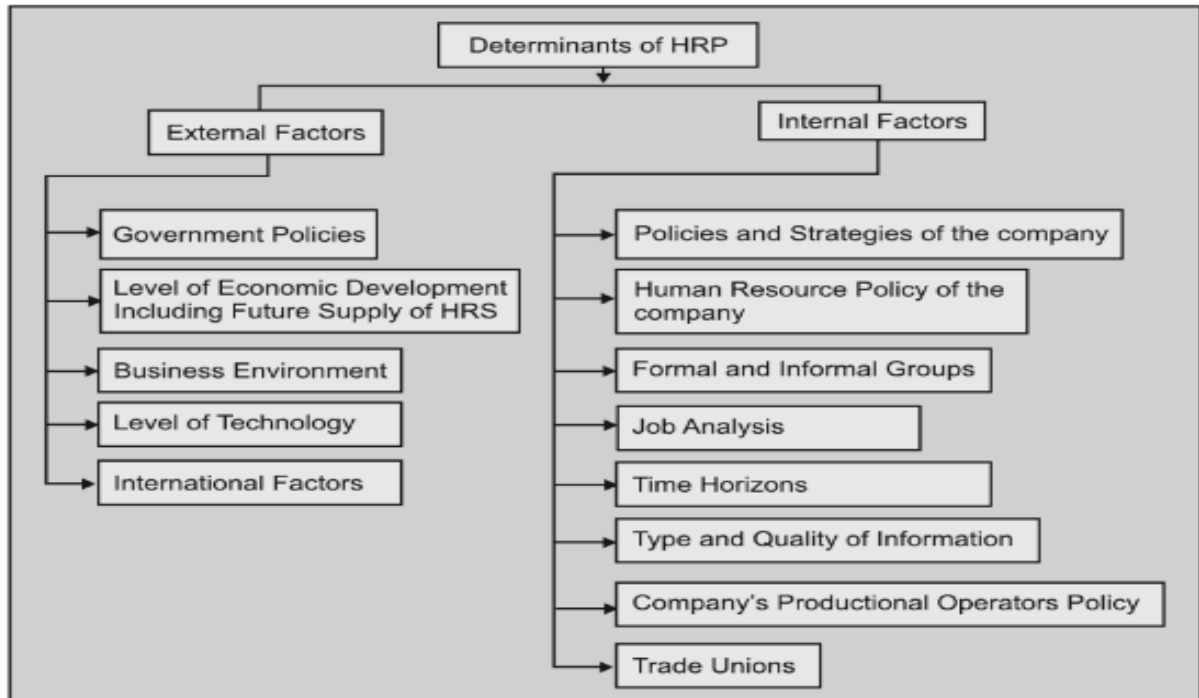 Determinants of HRP
External Factors
Internal Factors
Government Policies
Level of Economic Development
Including Future Supply of HRS
Business Environment
Level of Technology
International Factors
Policies and Strategies of the company
Human Resource Policy of the
company
Formal and Informal Groups
Job Analysis
Time Horizons
Type and Quality of Information
Company's Productional Operators Policy
Trade Unions